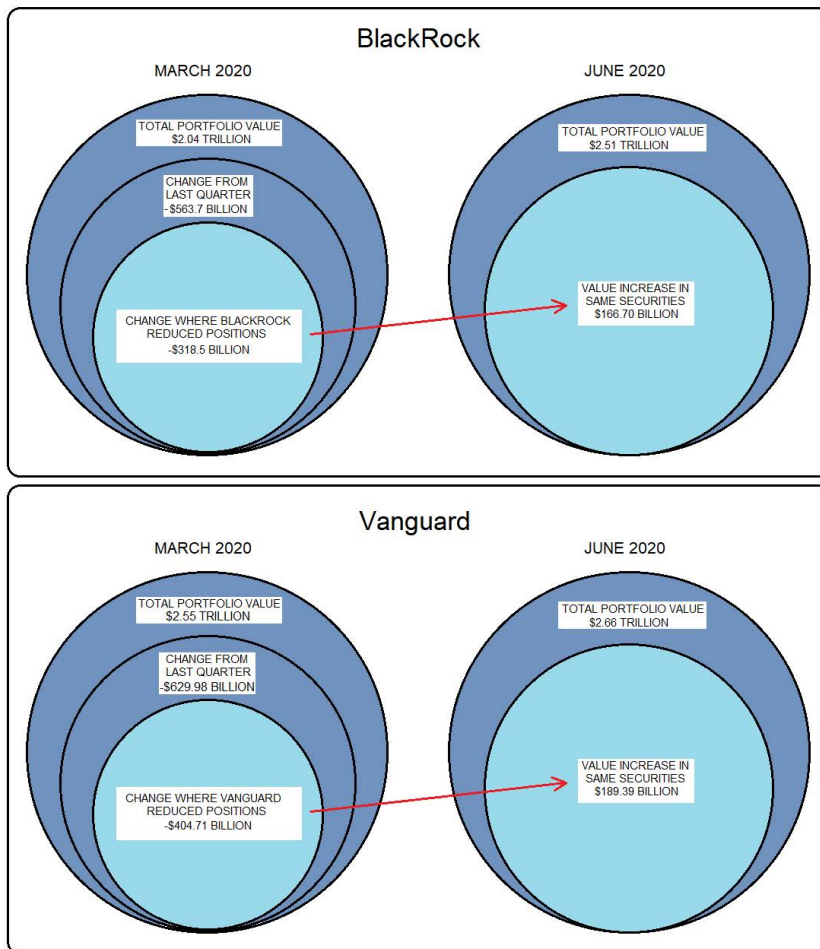 BlackRock
MARCH 2020
TOTAL PORTFOLIO VALUE
$2.04 TRILLION
CHANGE FROM
LAST QUARTER
-$563.7 BILLION
CHANGE WHERE BLACKROCK
REDUCED POSITIONS
-$318.5 BILLION
JUNE 2020
TOTAL PORTFOLIO VALUE
$2.51 TRILLION
VALUE INCREASE IN
SAME SECURITIES
$166.70 BILLION
Vanguard
MARCH 2020
TOTAL PORTFOLIO VALUE
$2.55 TRILLION
CHANGE FROM
LAST QUARTER
-$629.98 BILLION
CHANGE WHERE VANGUARD
REDUCED POSITIONS
-$404.71 BILLION
JUNE 2020
TOTAL PORTFOLIO VALUE
$2.66 TRILLION
VALUE INCREASE IN
SAME SECURITIES
$189.39 BILLION